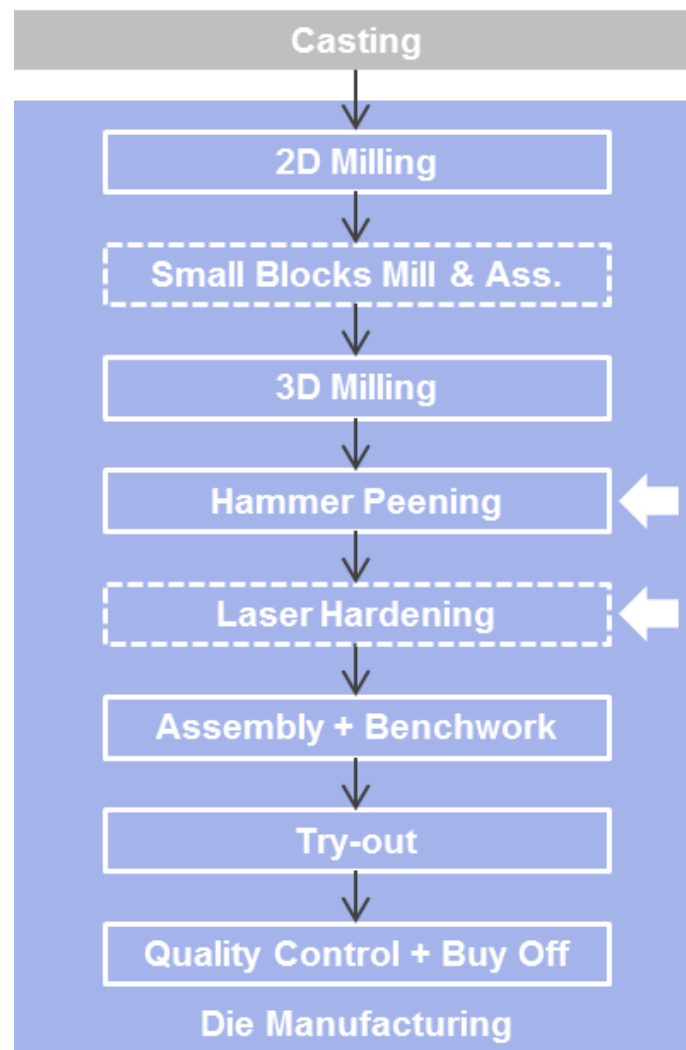 Casting
2D Milling
Small Blocks Mill & Ass.
3D Milling
Hammer Peening
Laser Hardening
Assembly + Benchwork
Try-out
Quality Control + Buy Off
Die Manufacturing